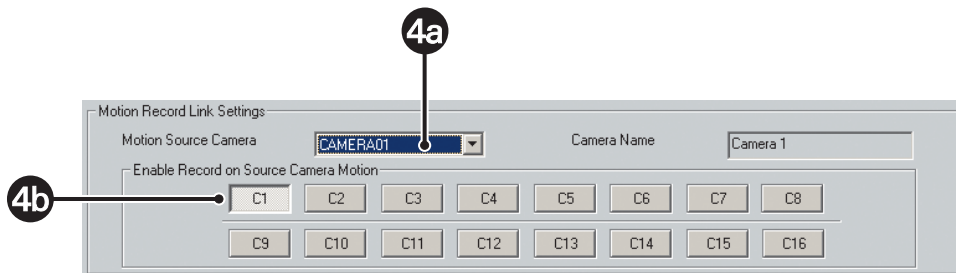 4a
Motion Record Link Settings
Motion Source Camera CAMERA01 Camera Name Camera 1
Enable Record on Source Camera Motion
4b C1 C2 C3 C4 C5 C6 C7 C8
C9 C10 C11 C12 C13 C14 C15 C16